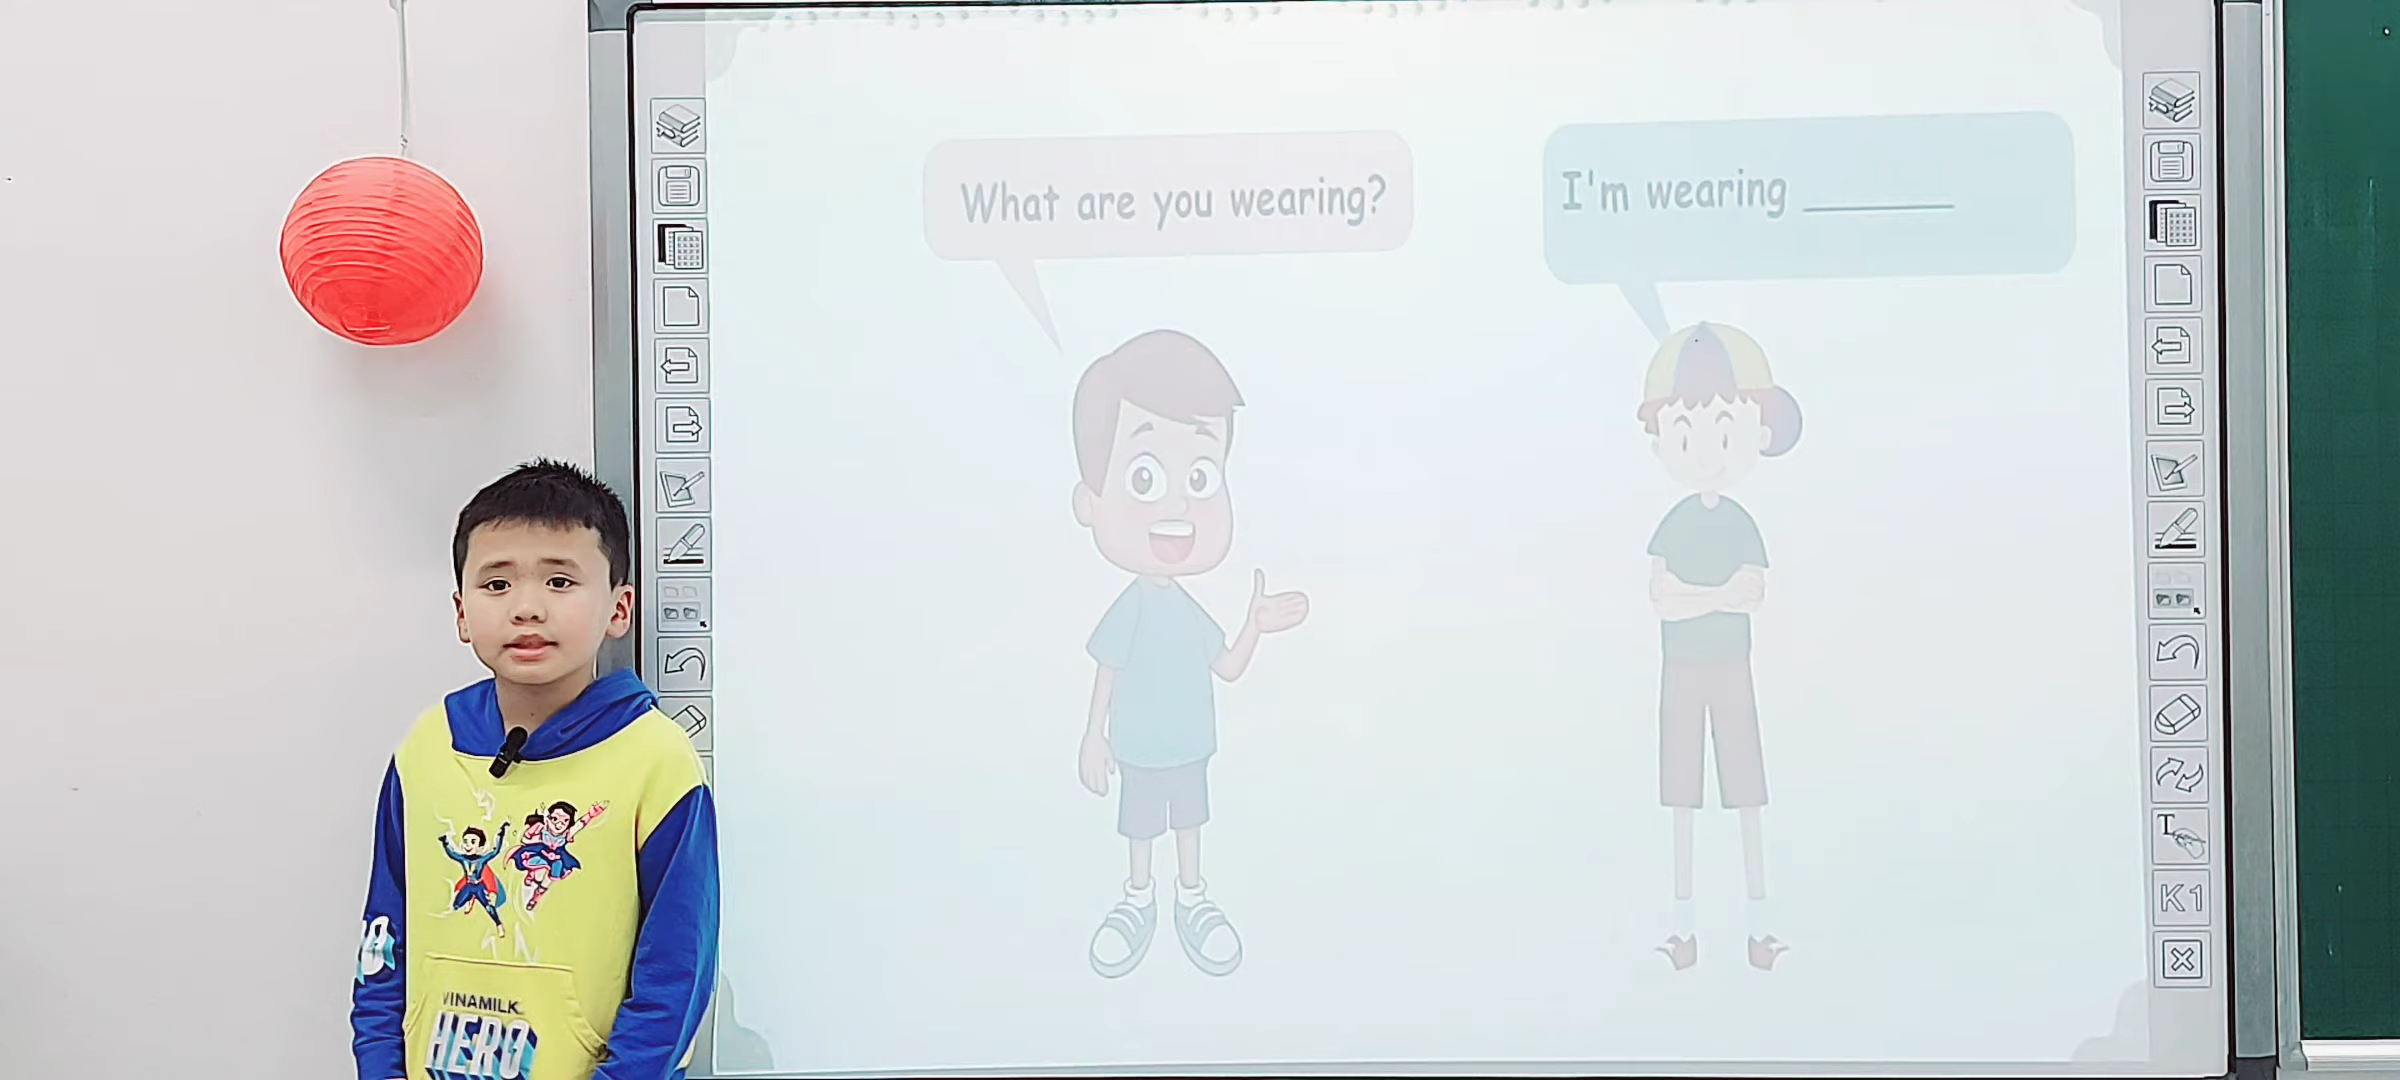 What are you wearing?
I'm wearing ______
T
K1
VINAMILK
HERO